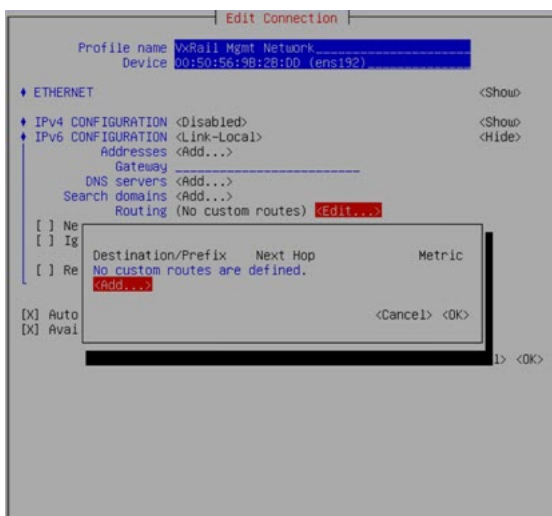 Edit Connection
Profile name VxRail Mgmt Network
Device 00:50:56:9B:2B:DD (ens192)
ETHERNET <Show>
IPv4 CONFIGURATION <Disabled> <Show>
IPv6 CONFIGURATION <Link-Local> <Hide>
Addresses <Add...>
Gateway
DNS servers <Add...>
Search domains <Add...>
Routing (No custom routes) <Edit...>
[ ] Ne
[ ] Ig
Destination/Prefix Next Hop Metric
[ ] Re No custom routes are defined.
<Add...>
[X] Auto <Cancel> <OK>
[X] Avai
l> <OK>